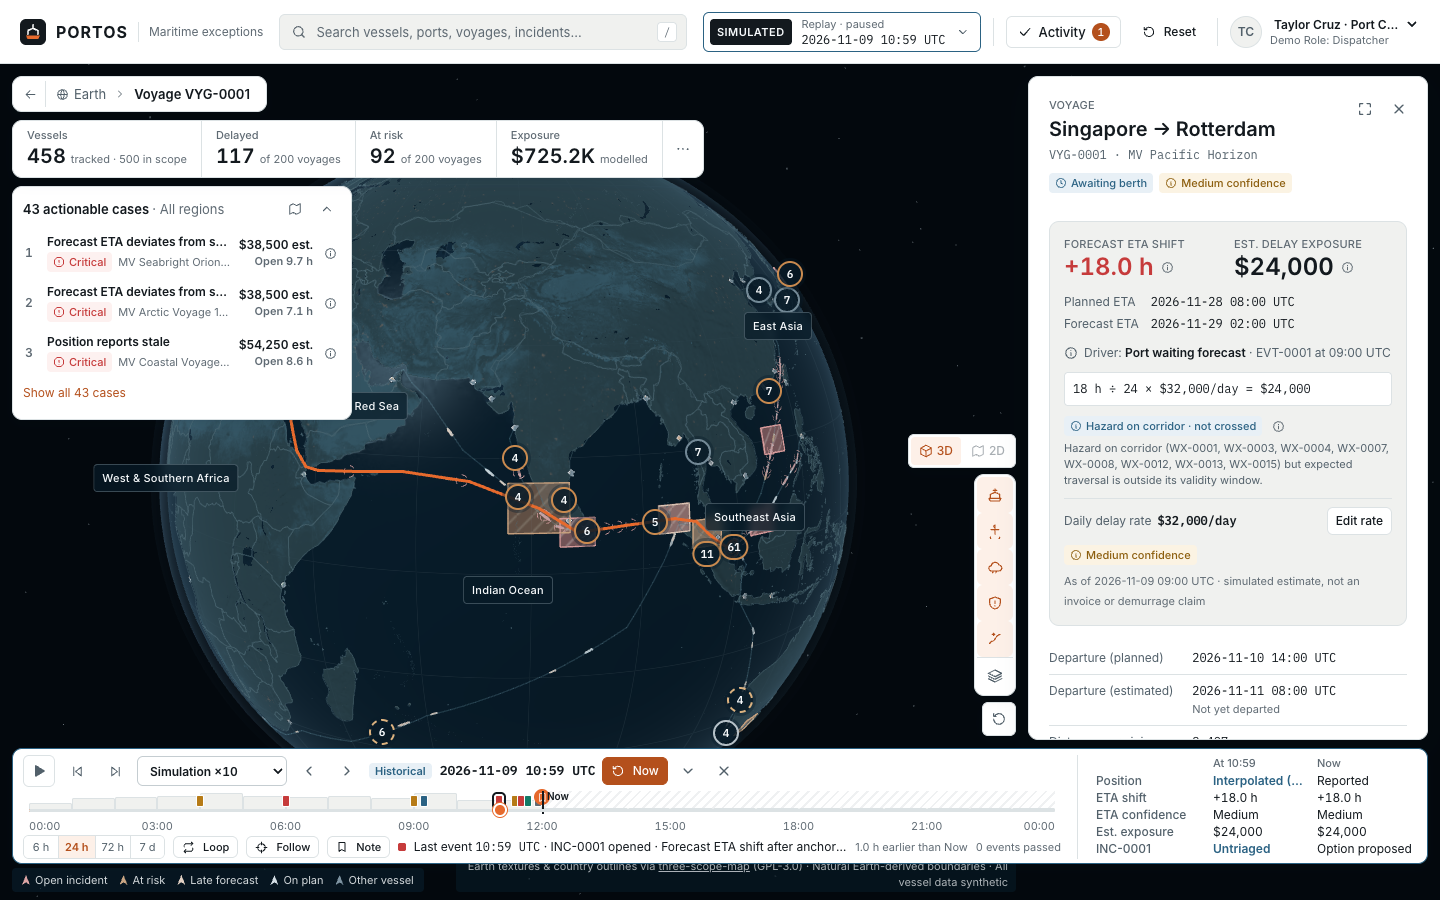 PORTOS
Maritime exceptions
Search vessels, ports, voyages, incidents...
/
SIMULATED
Replay · paused
2026-11-09 10:59 UTC
Activity 1
Reset
TC
Taylor Cruz · Port C...
Demo Role: Dispatcher
Earth
Voyage VYG-0001
Vessels
458 tracked · 500 in scope
Delayed
117 of 200 voyages
At risk
92 of 200 voyages
Exposure
$725.2K modelled
...
43 actionable cases · All regions
1
Forecast ETA deviates from s...
$38,500 est.
Critical
MV Seabright Orion...
Open 9.7 h
2
Forecast ETA deviates from s...
$38,500 est.
Critical
MV Arctic Voyage 1...
Open 7.1 h
3
Position reports stale
$54,250 est.
Critical
MV Coastal Voyage...
Open 8.6 h
Show all 43 cases
6
4
7
East Asia
7
Red Sea
4
7
West & Southern Africa
4
4
6
5
Southeast Asia
11
61
Indian Ocean
4
6
4
3D
2D
VOYAGE
Singapore → Rotterdam
VYG-0001 · MV Pacific Horizon
Awaiting berth
Medium confidence
FORECAST ETA SHIFT
+18.0 h
EST. DELAY EXPOSURE
$24,000
Planned ETA 2026-11-28 08:00 UTC
Forecast ETA 2026-11-29 02:00 UTC
Driver: Port waiting forecast · EVT-0001 at 09:00 UTC
18 h ÷ 24 × $32,000/day = $24,000
Hazard on corridor · not crossed
Hazard on corridor (WX-0001, WX-0003, WX-0004, WX-0007,
WX-0008, WX-0012, WX-0013, WX-0015) but expected
traversal is outside its validity window.
Daily delay rate $32,000/day
Edit rate
Medium confidence
As of 2026-11-09 09:00 UTC · simulated estimate, not an
invoice or demurrage claim
Departure (planned) 2026-11-10 14:00 UTC
Departure (estimated) 2026-11-11 08:00 UTC
Not yet departed
Simulation ×10
Historical
2026-11-09 10:59 UTC
Now
Now
00:00
03:00
06:00
09:00
12:00
15:00
18:00
21:00
00:00
6 h
24 h
72 h
7 d
Loop
Follow
Note
Last event 10:59 UTC · INC-0001 opened · Forecast ETA shift after anchor...
1.0 h earlier than Now
0 events passed
At 10:59
Now
Position Interpolated (... Reported
ETA shift +18.0 h +18.0 h
ETA confidence Medium Medium
Est. exposure $24,000 $24,000
INC-0001 Untriaged Option proposed
Open incident
At risk
Late forecast
On plan
Other vessel
Earth textures & country outlines via three-scope-map (GPL-3.0) · Natural Earth-derived boundaries · All
vessel data synthetic